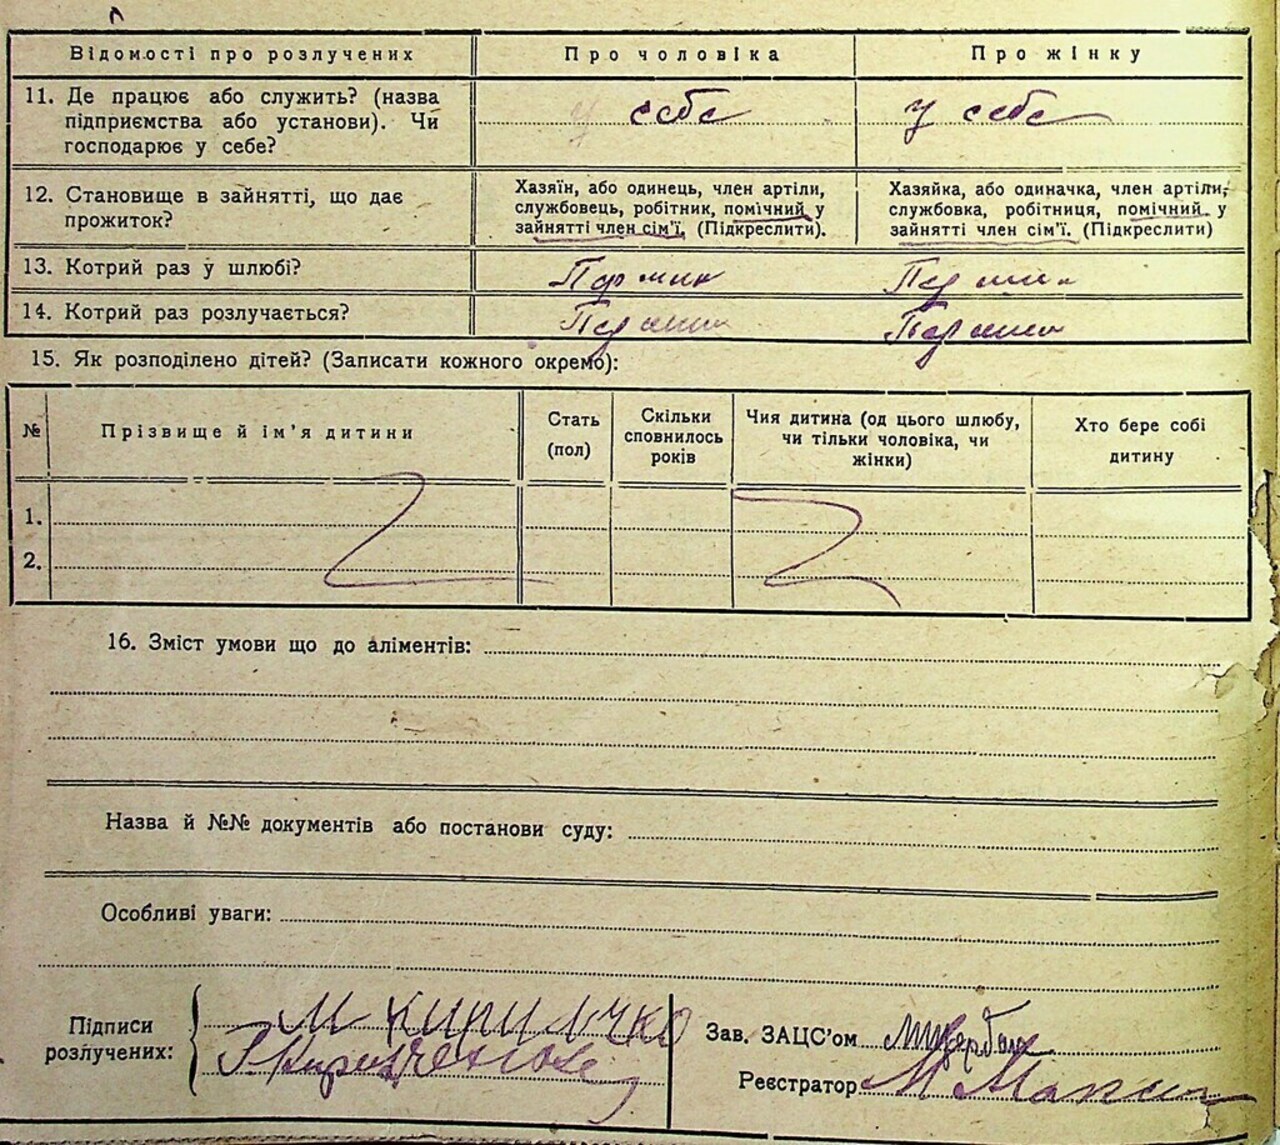 Відомості про розлучених Про чоловіка Про жінку
11. Де працює або служить? (назва
підприємства або установи). Чи
господарює у себе?
у себе у себе
12. Становище в зайнятті, що дає
прожиток?
Хазяїн, або одинець, член артіли,
службовець, робітник, помічний у
зайнятті член сім'ї. (Підкреслити).
Хазяйка, або одиначка, член артіли,
службовка, робітниця, помічний у
зайнятті член сім'ї. (Підкреслити)
13. Котрий раз у шлюбі?
14. Котрий раз розлучається?
15. Як розподілено дітей? (Записати кожного окремо):
№ Прізвище й ім'я дитини
Стать
(пол)
Скільки
сповнилось
років
Чия дитина (од цього шлюбу,
чи тільки чоловіка, чи
жінки)
Хто бере собі
дитину
1.
2.
16. Зміст умови що до аліментів:
Назва й №№ документів або постанови суду:
Особливі уваги:
Підписи
розлучених:
Зав. ЗАЦС'ом
Реєстратор